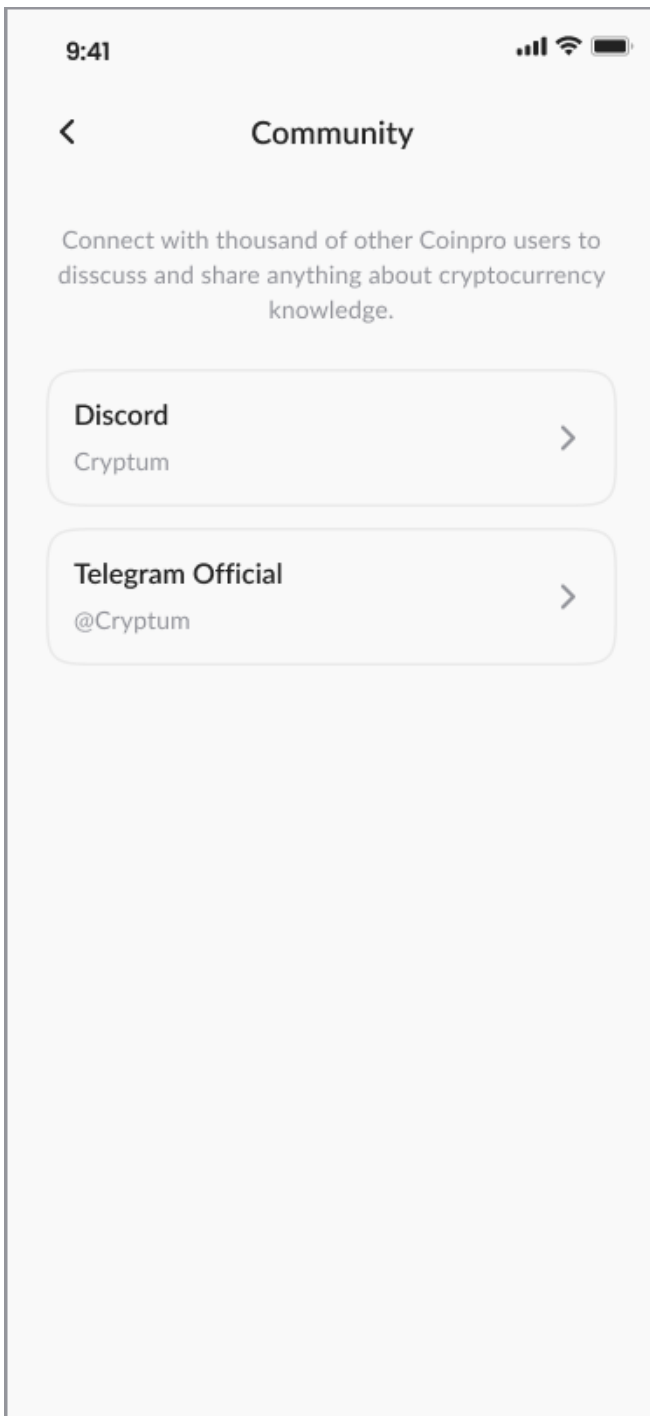 9:41
Community
Connect with thousand of other Coinpro users to
disscuss and share anything about cryptocurrency
knowledge.
Discord
Cryptum
Telegram Official
@Cryptum